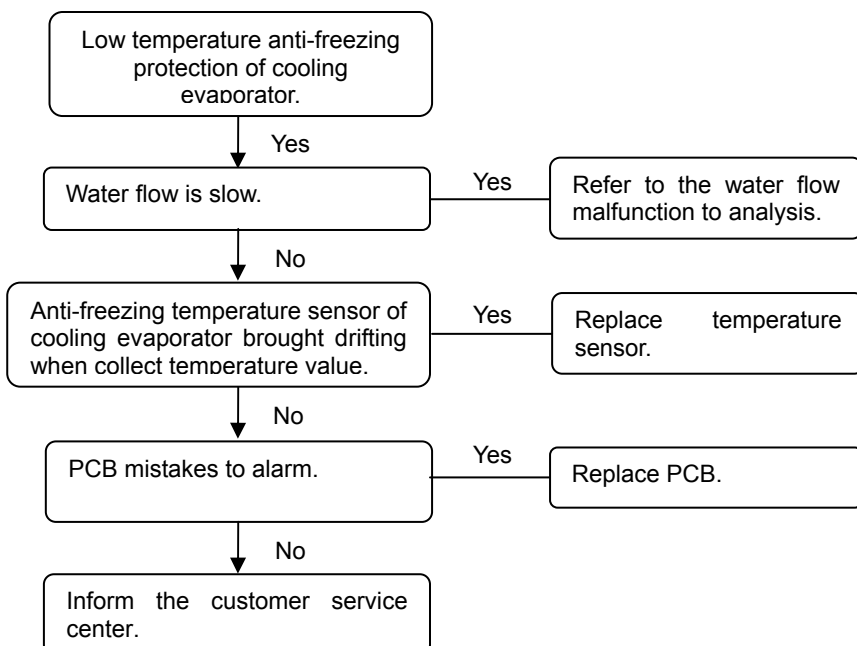 Low temperature anti-freezing
protection of cooling
evaporator.
Yes
Water flow is slow.
Yes
Refer to the water flow
malfunction to analysis.
No
Anti-freezing temperature sensor of
cooling evaporator brought drifting
when collect temperature value.
Yes
Replace temperature
sensor.
No
PCB mistakes to alarm.
Yes
Replace PCB.
No
Inform the customer service
center.